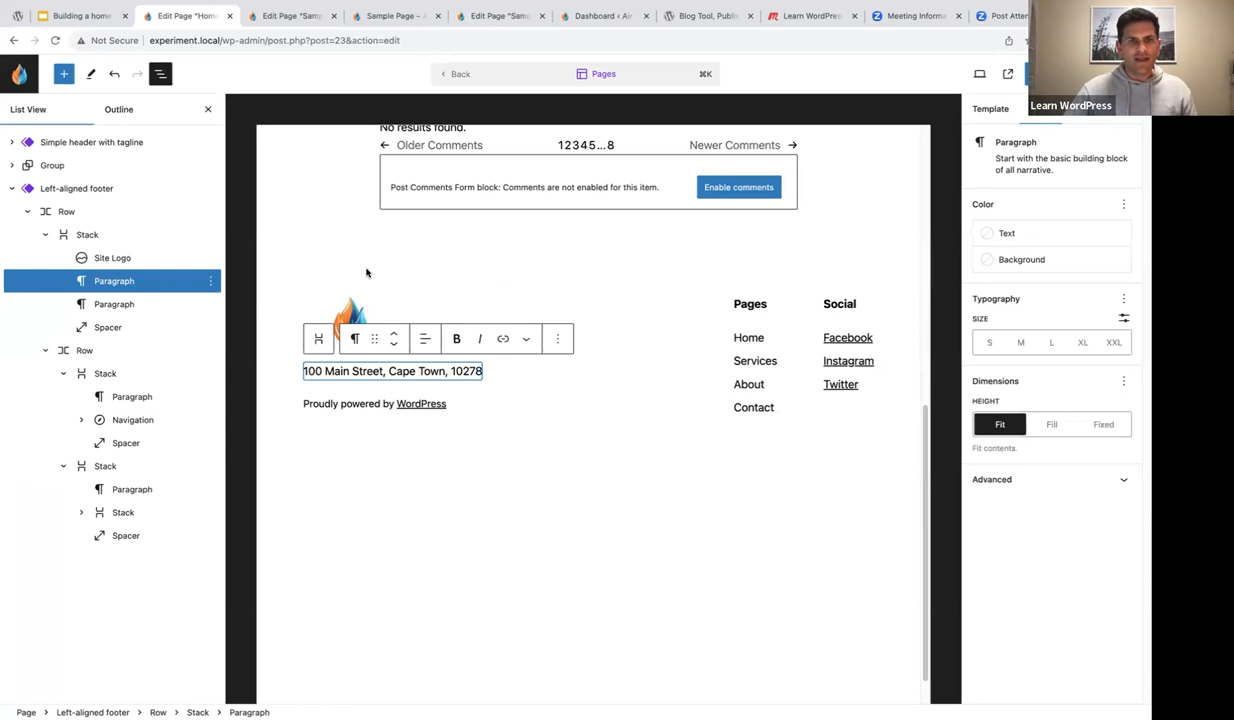 Building a home
Edit Page "Hom
Edit Page "Samp
Sample Page – A
Edit Page "Samp
Dashboard ‹ Air
Blog Tool, Publis
Learn WordPress
Meeting Informa
Post Atten
Not Secure
experiment.local/wp-admin/post.php?post=23&action=edit
Back
Pages
⌘K
Learn WordPress
List View
Outline
Simple header with tagline
Group
Left-aligned footer
Row
Stack
Site Logo
Paragraph
Paragraph
Spacer
Row
Stack
Paragraph
Navigation
Spacer
Stack
Paragraph
Stack
Spacer
No results found.
Older Comments
12345...8
Newer Comments
Post Comments Form block: Comments are not enabled for this item.
Enable comments
B
I
100 Main Street, Cape Town, 10278
Proudly powered by WordPress
Pages
Home
Services
About
Contact
Social
Facebook
Instagram
Twitter
Template
Paragraph
Start with the basic building block
of all narrative.
Color
Text
Background
Typography
SIZE
S
M
L
XL
XXL
Dimensions
HEIGHT
Fit
Fill
Fixed
Fit contents.
Advanced
Page › Left-aligned footer › Row › Stack › Paragraph